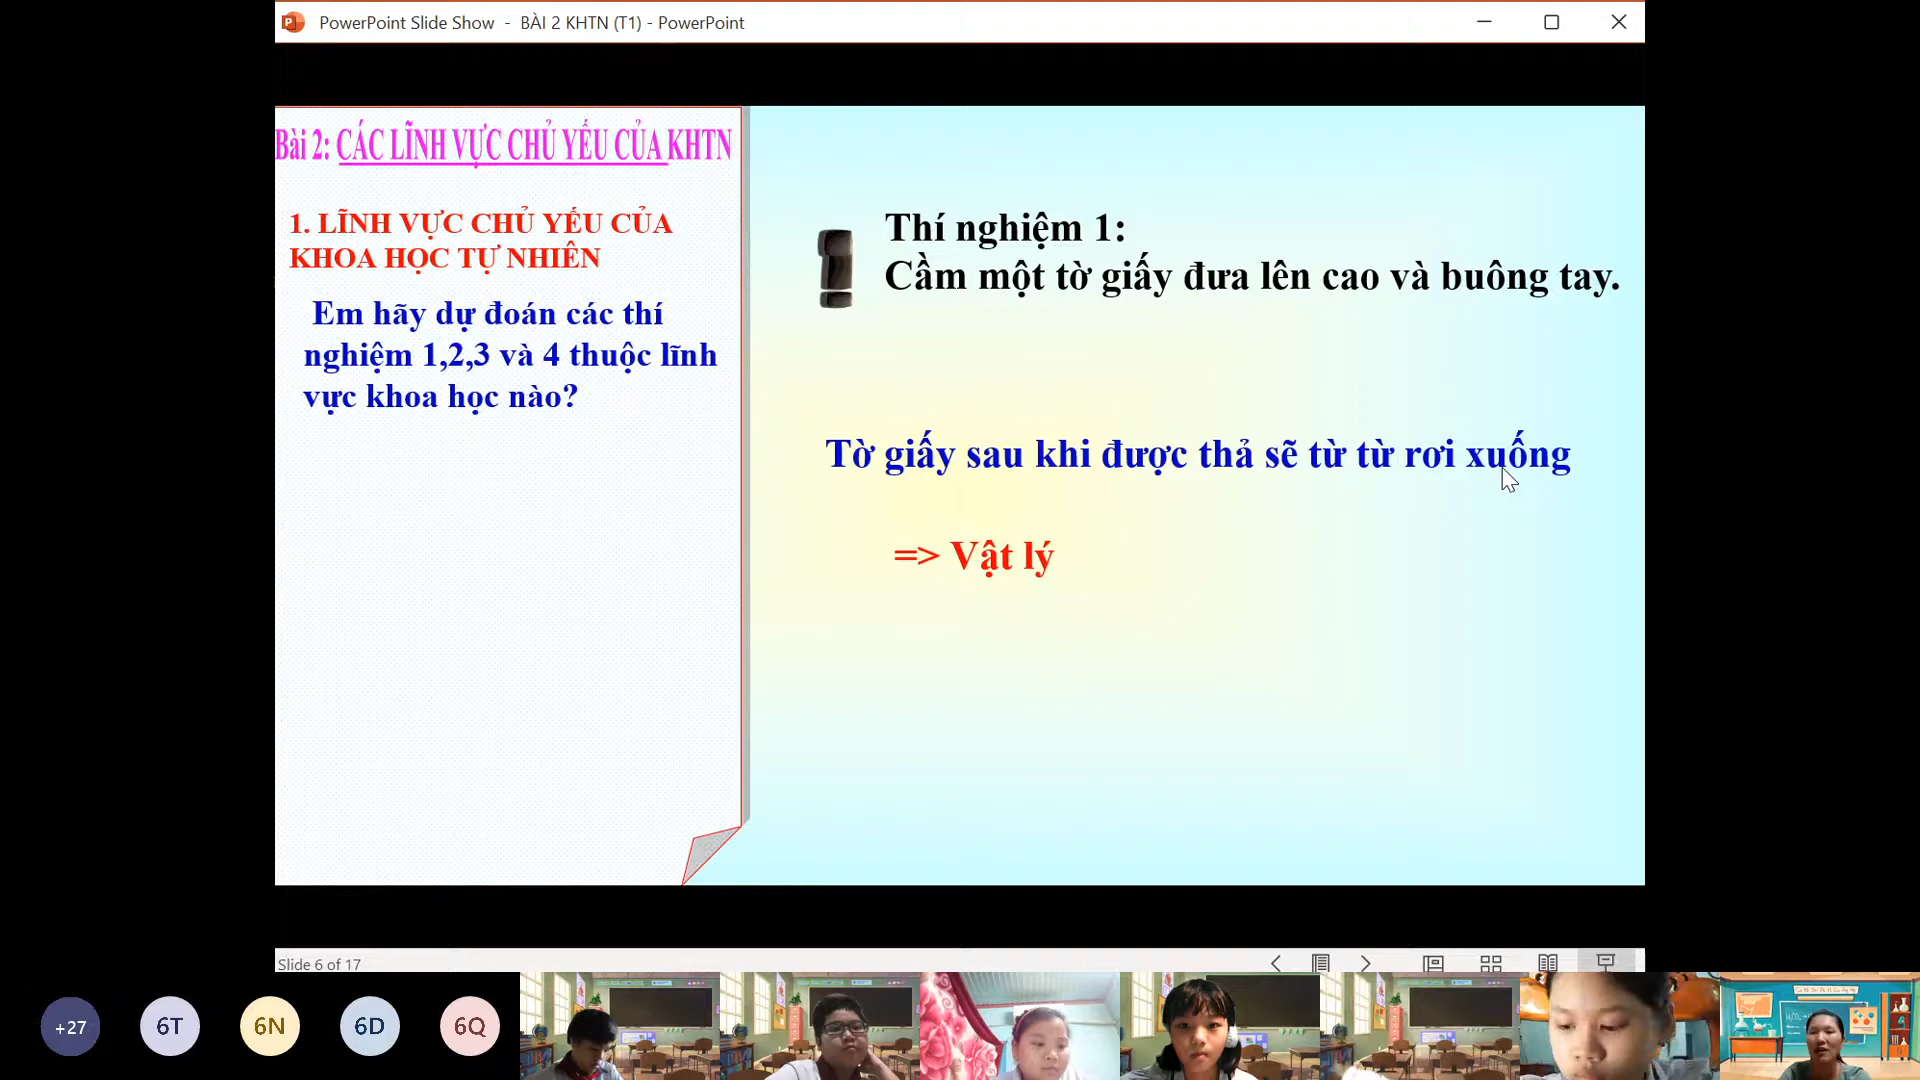 PowerPoint Slide Show - BÀI 2 KHTN (T1) - PowerPoint
Bài 2: CÁC LĨNH VỰC CHỦ YẾU CỦA KHTN
1. LĨNH VỰC CHỦ YẾU CỦA
KHOA HỌC TỰ NHIÊN
Em hãy dự đoán các thí
nghiệm 1,2,3 và 4 thuộc lĩnh
vực khoa học nào?
Thí nghiệm 1:
Cầm một tờ giấy đưa lên cao và buông tay.
Tờ giấy sau khi được thả sẽ từ từ rơi xuống
=> Vật lý
Slide 6 of 17
+27
6T
6N
6D
6Q